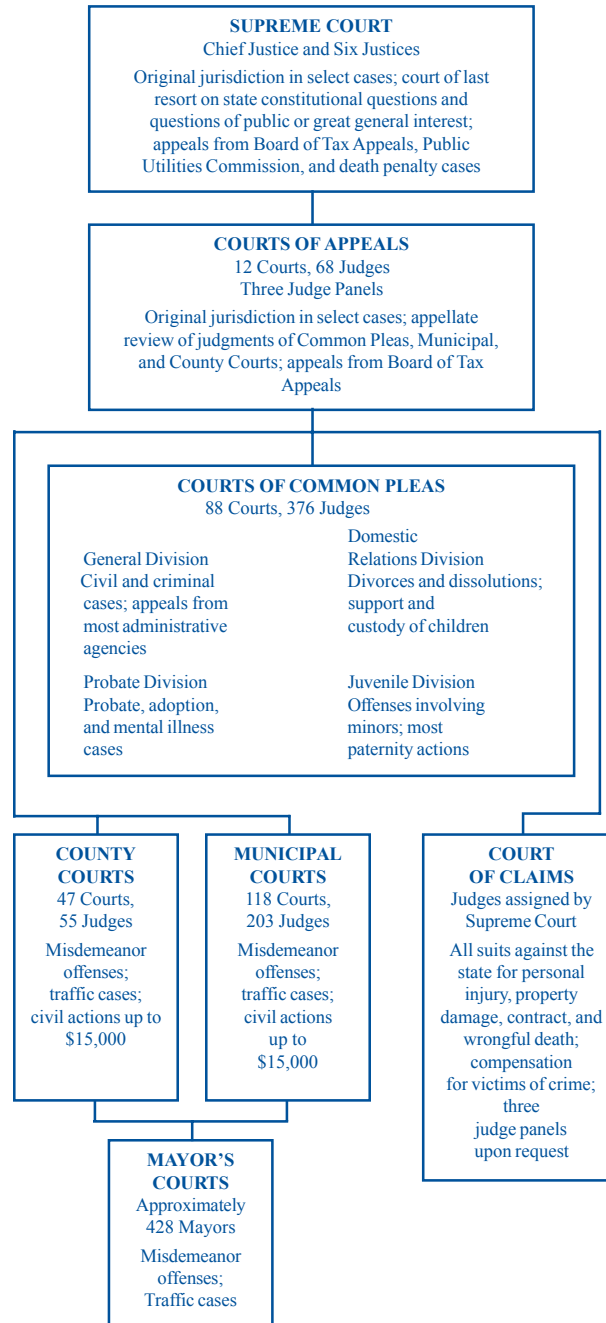 SUPREME COURT
Chief Justice and Six Justices
Original jurisdiction in select cases; court of last
resort on state constitutional questions and
questions of public or great general interest;
appeals from Board of Tax Appeals, Public
Utilities Commission, and death penalty cases
COURTS OF APPEALS
12 Courts, 68 Judges
Three Judge Panels
Original jurisdiction in select cases; appellate
review of judgments of Common Pleas, Municipal,
and County Courts; appeals from Board of Tax
Appeals
COURTS OF COMMON PLEAS
88 Courts, 376 Judges
General Division
Civil and criminal
cases; appeals from
most administrative
agencies
Domestic
Relations Division
Divorces and dissolutions;
support and
custody of children
Probate Division
Probate, adoption,
and mental illness
cases
Juvenile Division
Offenses involving
minors; most
paternity actions
COUNTY
COURTS
47 Courts,
55 Judges
Misdemeanor
offenses;
traffic cases;
civil actions up to
$15,000
MUNICIPAL
COURTS
118 Courts,
203 Judges
Misdemeanor
offenses;
traffic cases;
civil actions
up to
$15,000
COURT
OF CLAIMS
Judges assigned by
Supreme Court
All suits against the
state for personal
injury, property
damage, contract, and
wrongful death;
compensation
for victims of crime;
three
judge panels
upon request
MAYOR’S
COURTS
Approximately
428 Mayors
Misdemeanor
offenses;
Traffic cases